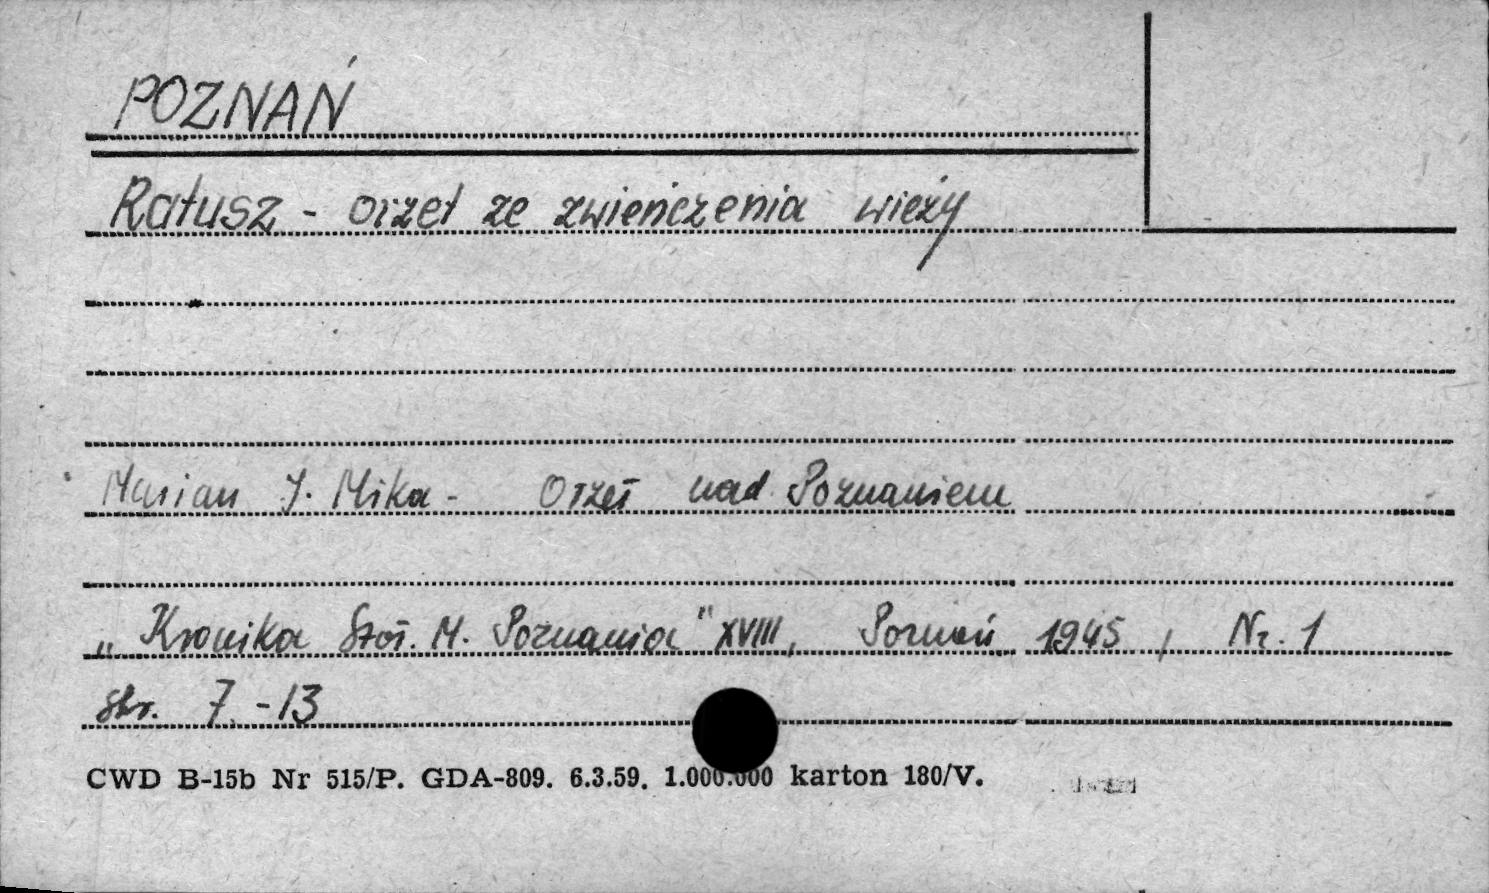 POZNAŃ
Ratusz - orzeł ze zwieńczenia wieży
Marian J. Mika - Orzeł nad Poznaniem
„Kronika Stoł. M. Poznania" XVIII, Poznań 1945, Nr. 1
str. 7.-13
CWD B-15b Nr 515/P. GDA-809. 6.3.59. 1.000.000 karton 180/V.